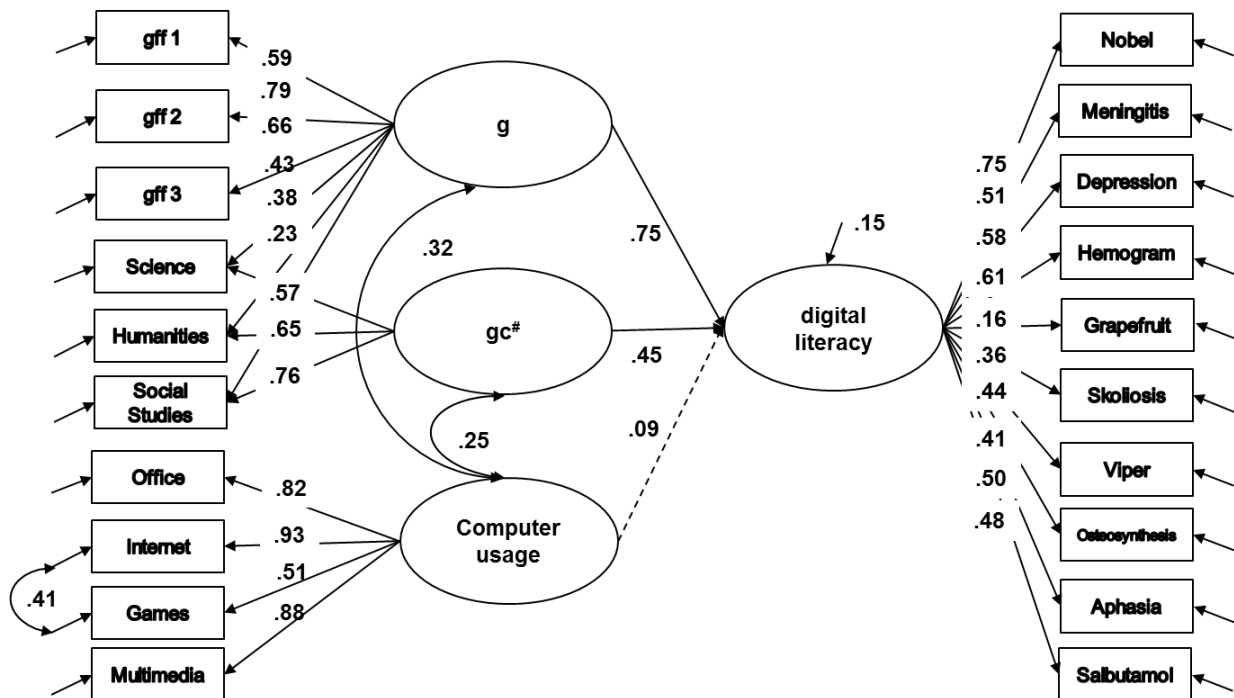 gff 1
gff 2
gff 3
Science
Humanities
Social
Studies
Office
Internet
Games
Multimedia
.41
.59
.79
.66
.43
.38
.23
.57
.65
.76
.82
.93
.51
.88
g
gc#
Computer
usage
.32
.25
.75
.45
.09
.15
digital
literacy
.75
.51
.58
.61
.16
.36
.44
.41
.50
.48
Nobel
Meningitis
Depression
Hemogram
Grapefruit
Skoliosis
Viper
Osteosynthesis
Aphasia
Salbutamol